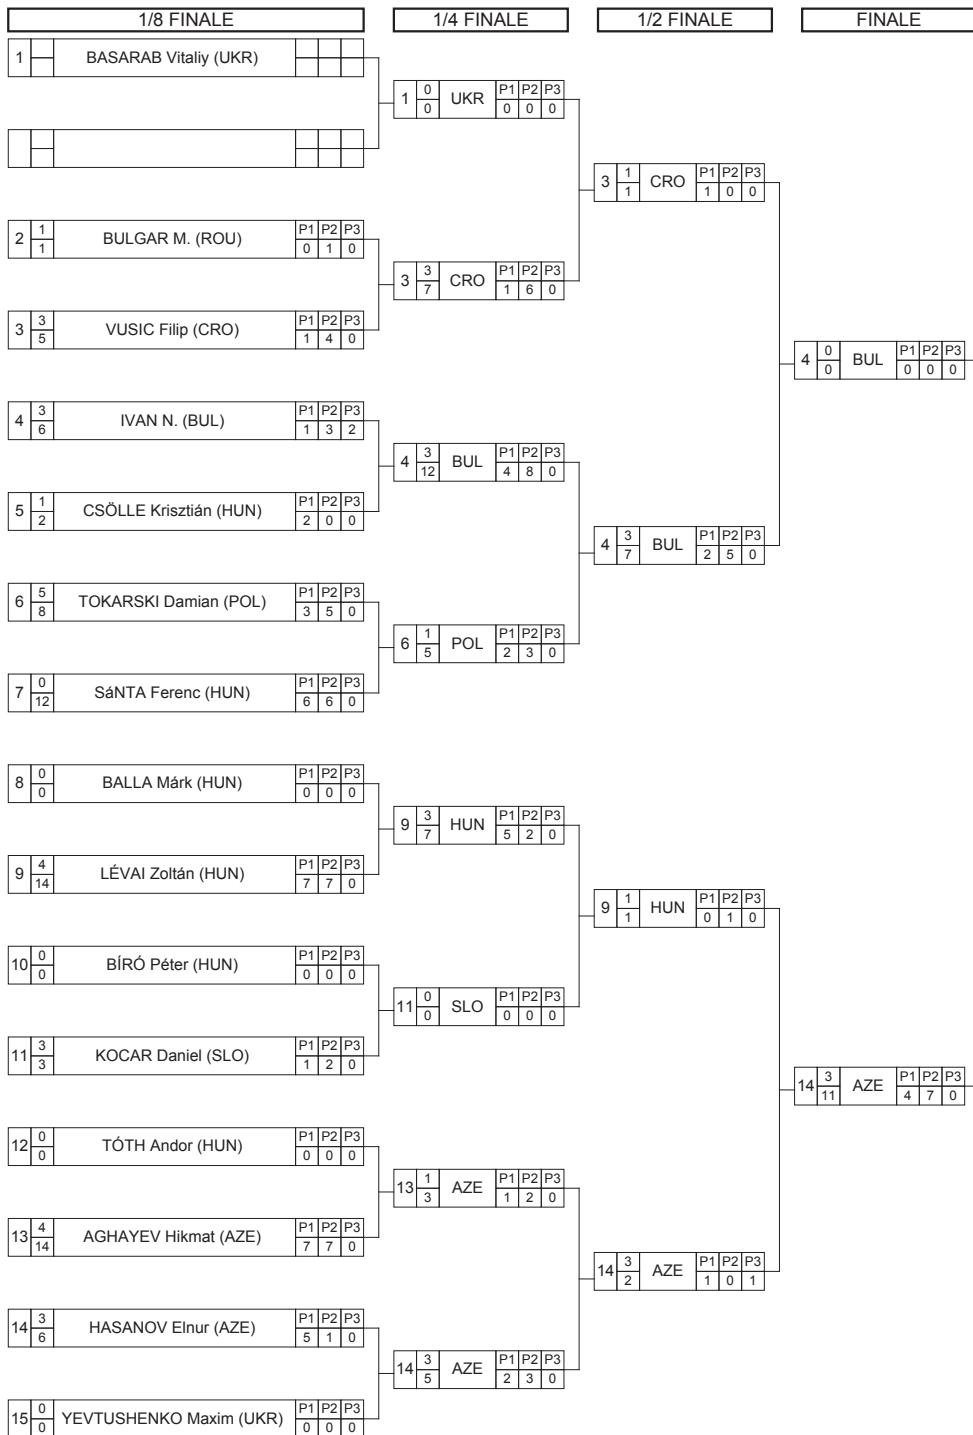 1/8 FINALE 1/4 FINALE 1/2 FINALE FINALE
1 BASARAB Vitaliy (UKR)
1 0 0 UKR P1 P2 P3 0 0 0
3 1 1 CRO P1 P2 P3 1 0 0
2 1 1 BULGAR M. (ROU) P1 P2 P3 0 1 0
3 3 7 CRO P1 P2 P3 1 6 0
3 3 5 VUSIC Filip (CRO) P1 P2 P3 1 4 0
4 0 0 BUL P1 P2 P3 0 0 0
4 3 6 IVAN N. (BUL) P1 P2 P3 1 3 2
4 3 12 BUL P1 P2 P3 4 8 0
5 1 2 CSÖLLE Krisztián (HUN) P1 P2 P3 2 0 0
4 3 7 BUL P1 P2 P3 2 5 0
6 5 8 TOKARSKI Damian (POL) P1 P2 P3 3 5 0
6 1 5 POL P1 P2 P3 2 3 0
7 0 12 SáNTA Ferenc (HUN) P1 P2 P3 6 6 0
8 0 0 BALLA Márk (HUN) P1 P2 P3 0 0 0
9 3 7 HUN P1 P2 P3 5 2 0
9 4 14 LÉVAI Zoltán (HUN) P1 P2 P3 7 7 0
9 1 1 HUN P1 P2 P3 0 1 0
10 0 0 BÍRÓ Péter (HUN) P1 P2 P3 0 0 0
11 0 0 SLO P1 P2 P3 0 0 0
11 3 3 KOCAR Daniel (SLO) P1 P2 P3 1 2 0
14 3 11 AZE P1 P2 P3 4 7 0
12 0 0 TÓTH Andor (HUN) P1 P2 P3 0 0 0
13 1 3 AZE P1 P2 P3 1 2 0
13 4 14 AGHAYEV Hikmat (AZE) P1 P2 P3 7 7 0
14 3 2 AZE P1 P2 P3 1 0 1
14 3 6 HASANOV Elnur (AZE) P1 P2 P3 5 1 0
14 3 5 AZE P1 P2 P3 2 3 0
15 0 0 YEVTUSHENKO Maxim (UKR) P1 P2 P3 0 0 0